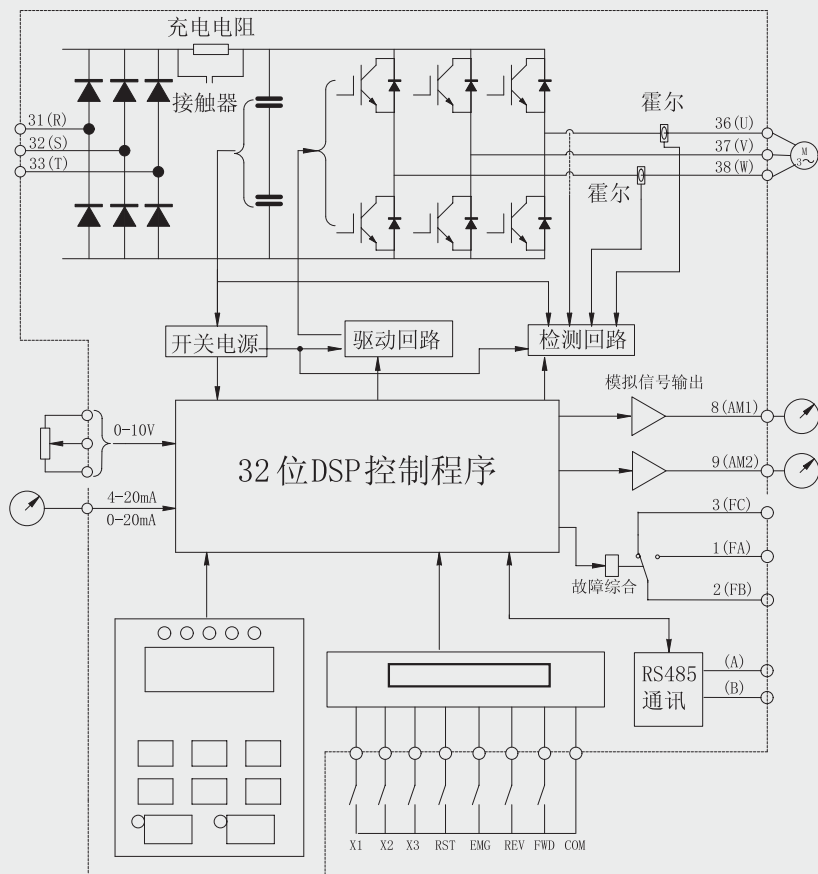 充电电阻
接触器
31(R)
32(S)
33(T)
霍尔
36(U)
37(V)
38(W)
M
3~
霍尔
开关电源
驱动回路
检测回路
模拟信号输出
8(AM1)
0-10V
32位DSP控制程序
9(AM2)
4-20mA
0-20mA
3(FC)
1(FA)
故障综合
2(FB)
RS485
通讯
(A)
(B)
X1 X2 X3 RST EMG REV FWD COM